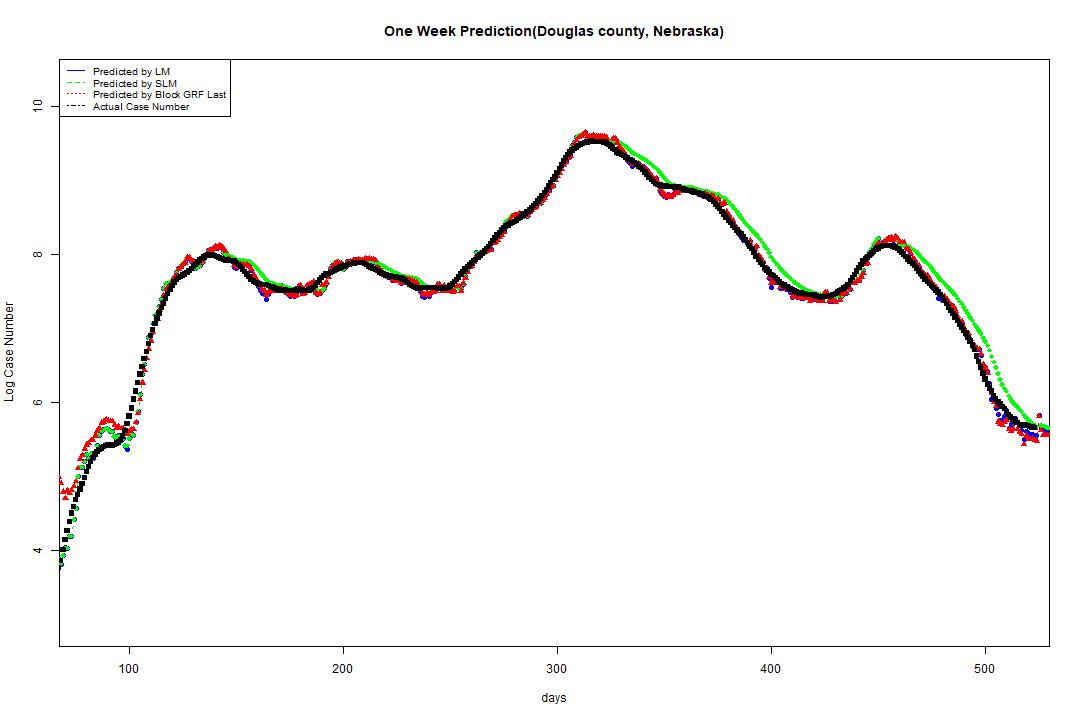 One Week Prediction(Douglas county, Nebraska)
Predicted by LM
Predicted by SLM
Predicted by Block GRF Last
Actual Case Number
10
8
6
4
Log Case Number
100 200 300 400 500
days